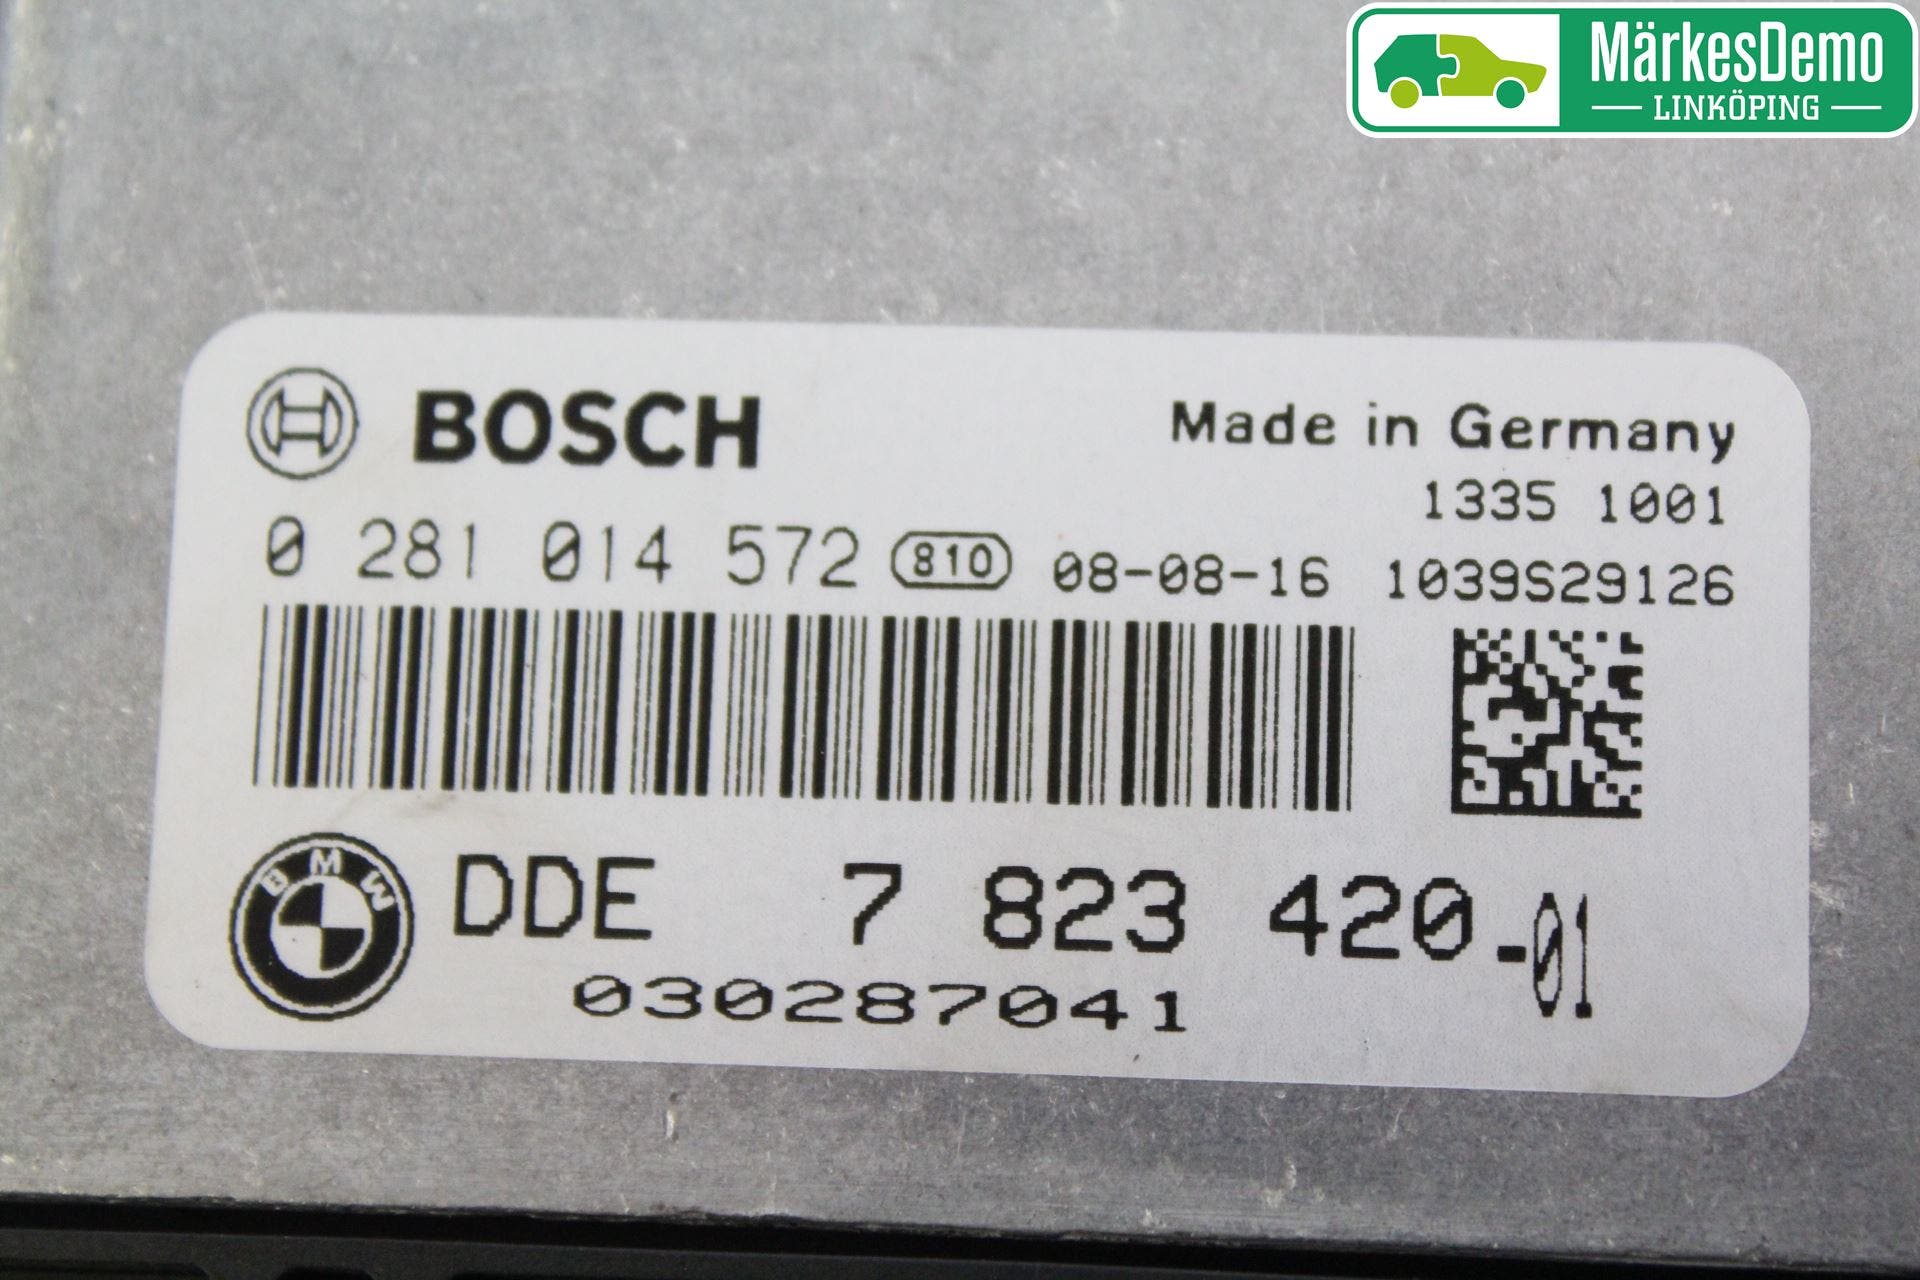 MärkesDemo
LINKÖPING
BOSCH
Made in Germany
1335 1001
0 281 014 572 810 08-08-16 1039S29126
BMW
DDE 7 823 420-01
030287041